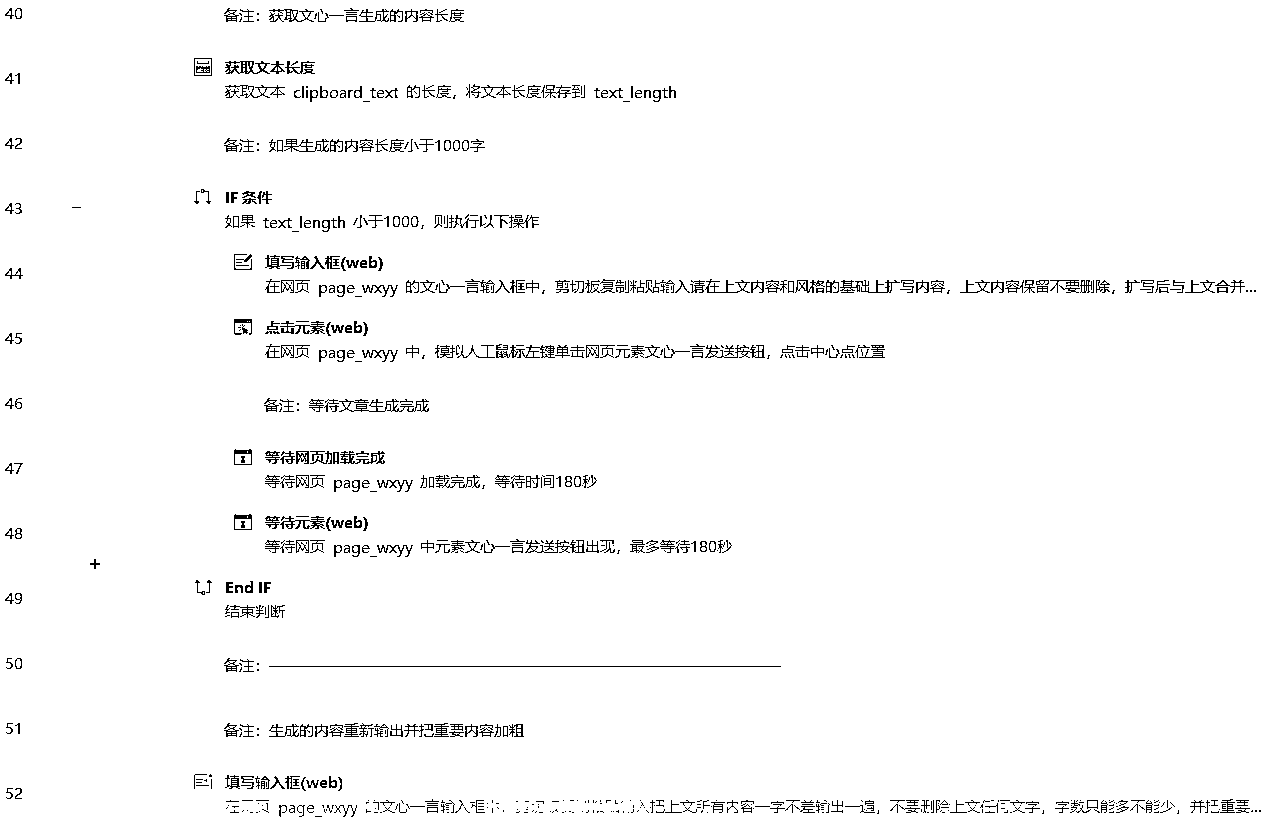 40
备注：获取文心一言生成的内容长度
41
获取文本长度
获取文本 clipboard_text 的长度，将文本长度保存到 text_length
42
备注：如果生成的内容长度小于1000字
43
IF 条件
如果 text_length 小于1000，则执行以下操作
44
填写输入框(web)
在网页 page_wxyy 的文心一言输入框中，剪切板复制粘贴输入请在上文内容和风格的基础上扩写内容，上文内容保留不要删除，扩写后与上文合并...
45
点击元素(web)
在网页 page_wxyy 中，模拟人工鼠标左键单击网页元素文心一言发送按钮，点击中心点位置
46
备注：等待文章生成完成
47
等待网页加载完成
等待网页 page_wxyy 加载完成，等待时间180秒
48
等待元素(web)
等待网页 page_wxyy 中元素文心一言发送按钮出现，最多等待180秒
49
End IF
结束判断
50
备注：————————————————————
51
备注：生成的内容重新输出并把重要内容加粗
52
填写输入框(web)
在网页 page_wxyy 的文心一言输入框中，输入把上文所有内容一字不差输出一遍，不要删除上文任何文字，字数只能多不能少，并把重要...